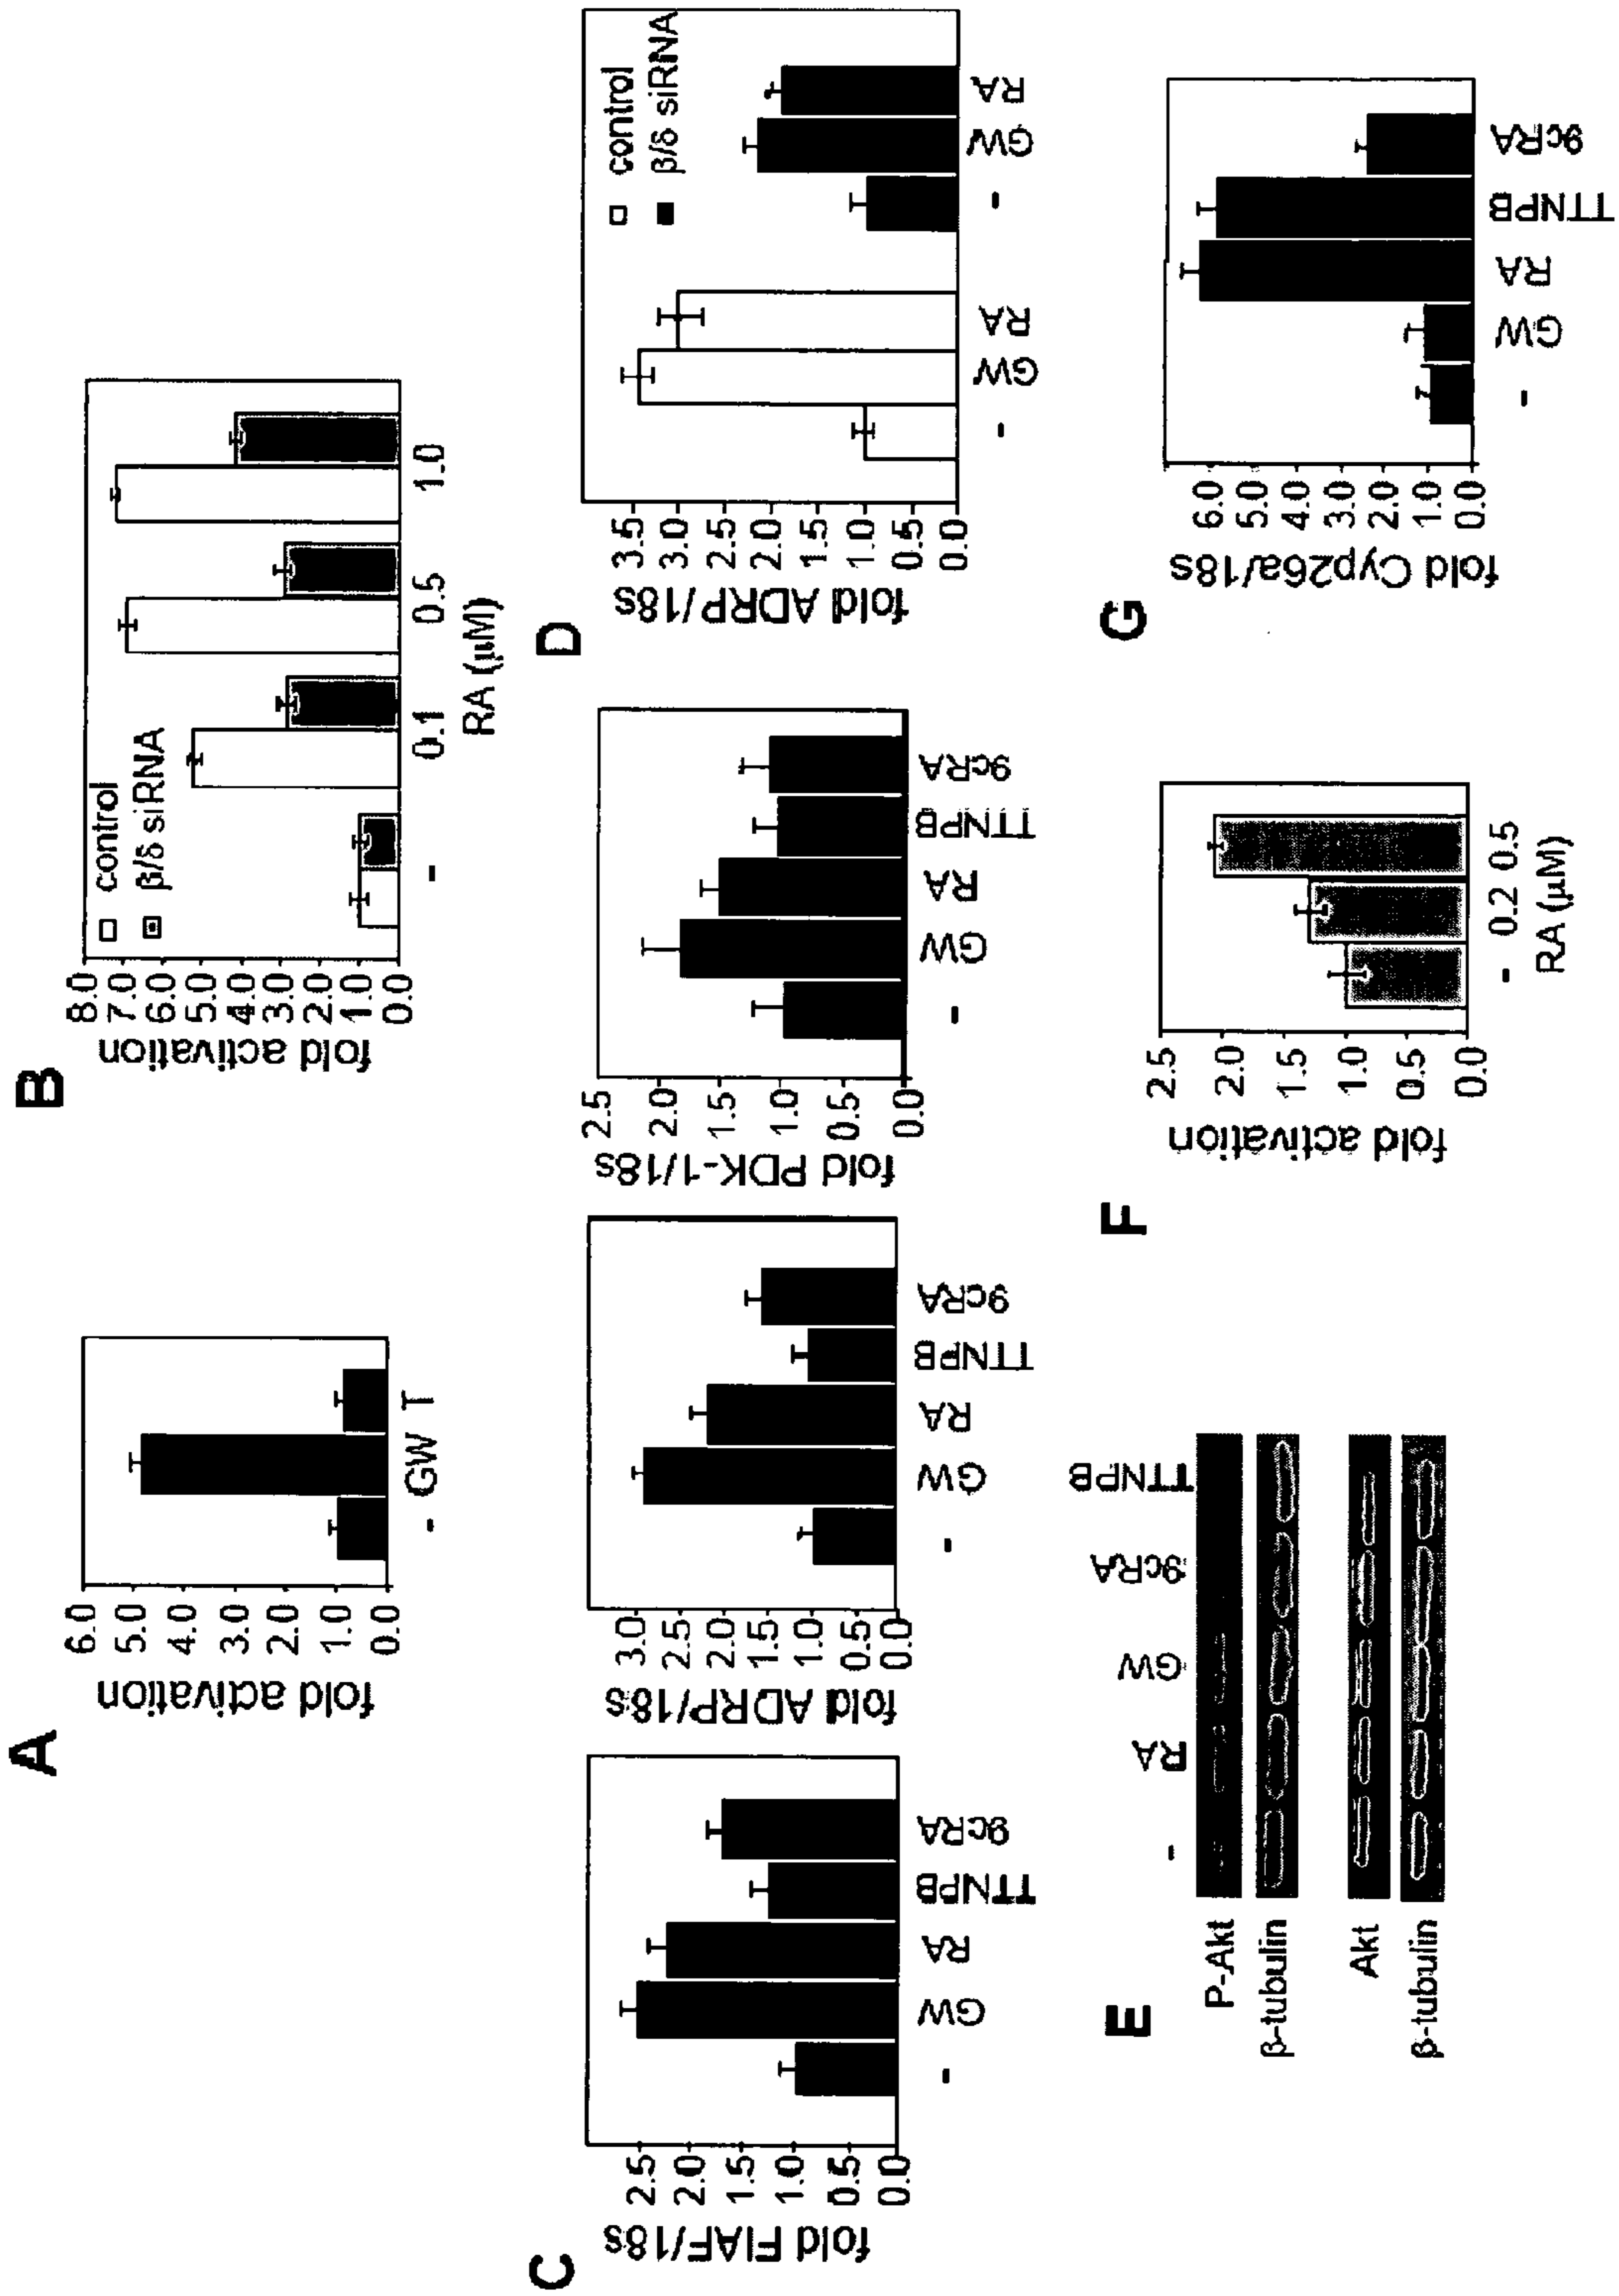 A
fold activation
6.0
5.0
4.0
3.0
2.0
1.0
0.0
- GW T
B
fold activation
8.0
7.0
6.0
5.0
4.0
3.0
2.0
1.0
0.0
control
β/δ siRNA
- 0.1 0.5 1.0
RA (µM)
C
fold FIAF/18s
2.5
2.0
1.5
1.0
0.5
0.0
- GW RA TTNPB 9cRA
fold ADRP/18s
3.0
2.5
2.0
1.5
1.0
0.5
0.0
- GW RA TTNPB 9cRA
fold PDK-1/18s
2.5
2.0
1.5
1.0
0.5
0.0
- GW RA TTNPB 9cRA
D
fold ADRP/18s
3.5
3.0
2.5
2.0
1.5
1.0
0.5
0.0
control
β/δ siRNA
- GW RA - GW RA
E
- RA GW 9cRA TTNPB
P-Akt
β-tubulin
Akt
β-tubulin
F
fold activation
2.5
2.0
1.5
1.0
0.5
0.0
- 0.2 0.5
RA (µM)
G
fold Cyp26a/18s
6.0
5.0
4.0
3.0
2.0
1.0
0.0
- GW RA TTNPB 9cRA